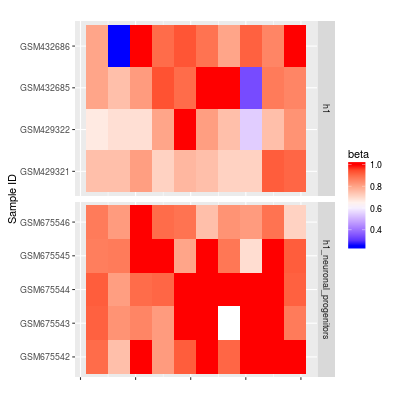 GSM432686
GSM432685
GSM429322
GSM429321
h1
GSM675546
GSM675545
GSM675544
GSM675543
GSM675542
h1_neuronal_progenitors
Sample ID
beta
1.0
0.8
0.6
0.4